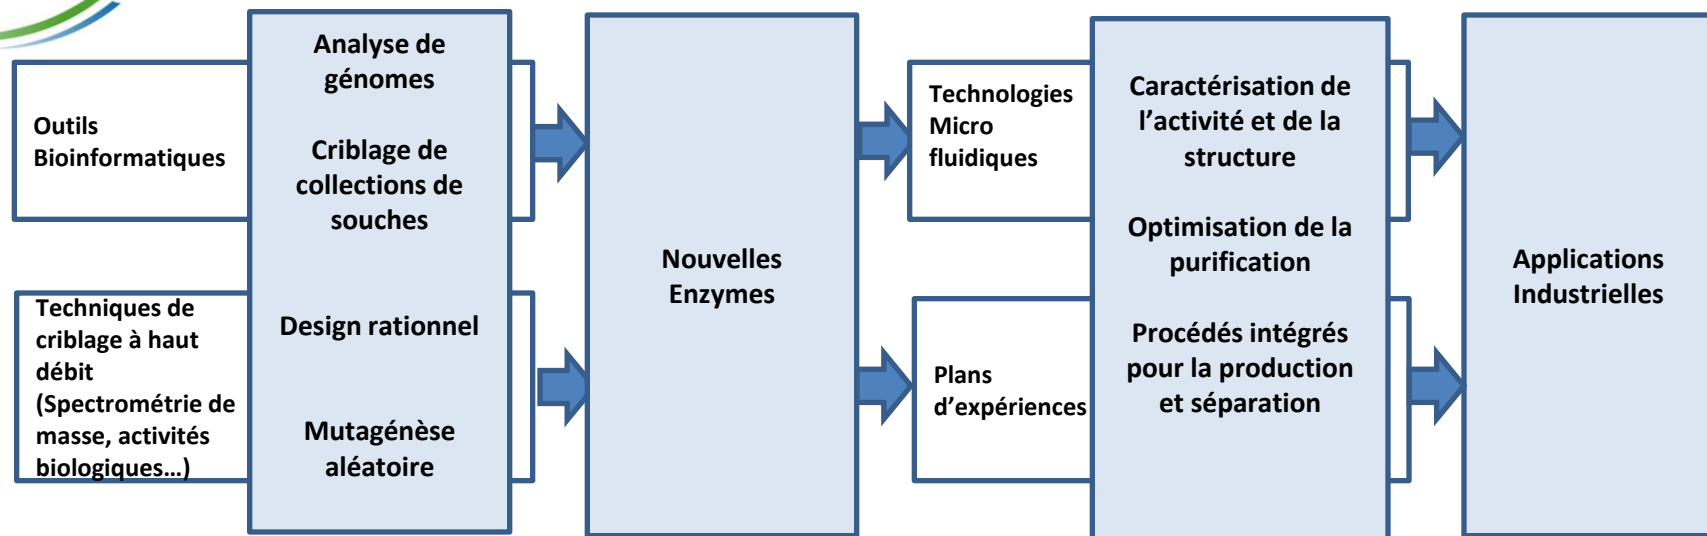 Outils
Bioinformatiques
Techniques de
criblage à haut
débit
(Spectrométrie de
masse, activités
biologiques…)
Analyse de
génomes
Criblage de
collections de
souches
Design rationnel
Mutagénèse
aléatoire
Nouvelles
Enzymes
Technologies
Micro
fluidiques
Plans
d’expériences
Caractérisation de
l’activité et de la
structure
Optimisation de la
purification
Procédés intégrés
pour la production
et séparation
Applications
Industrielles